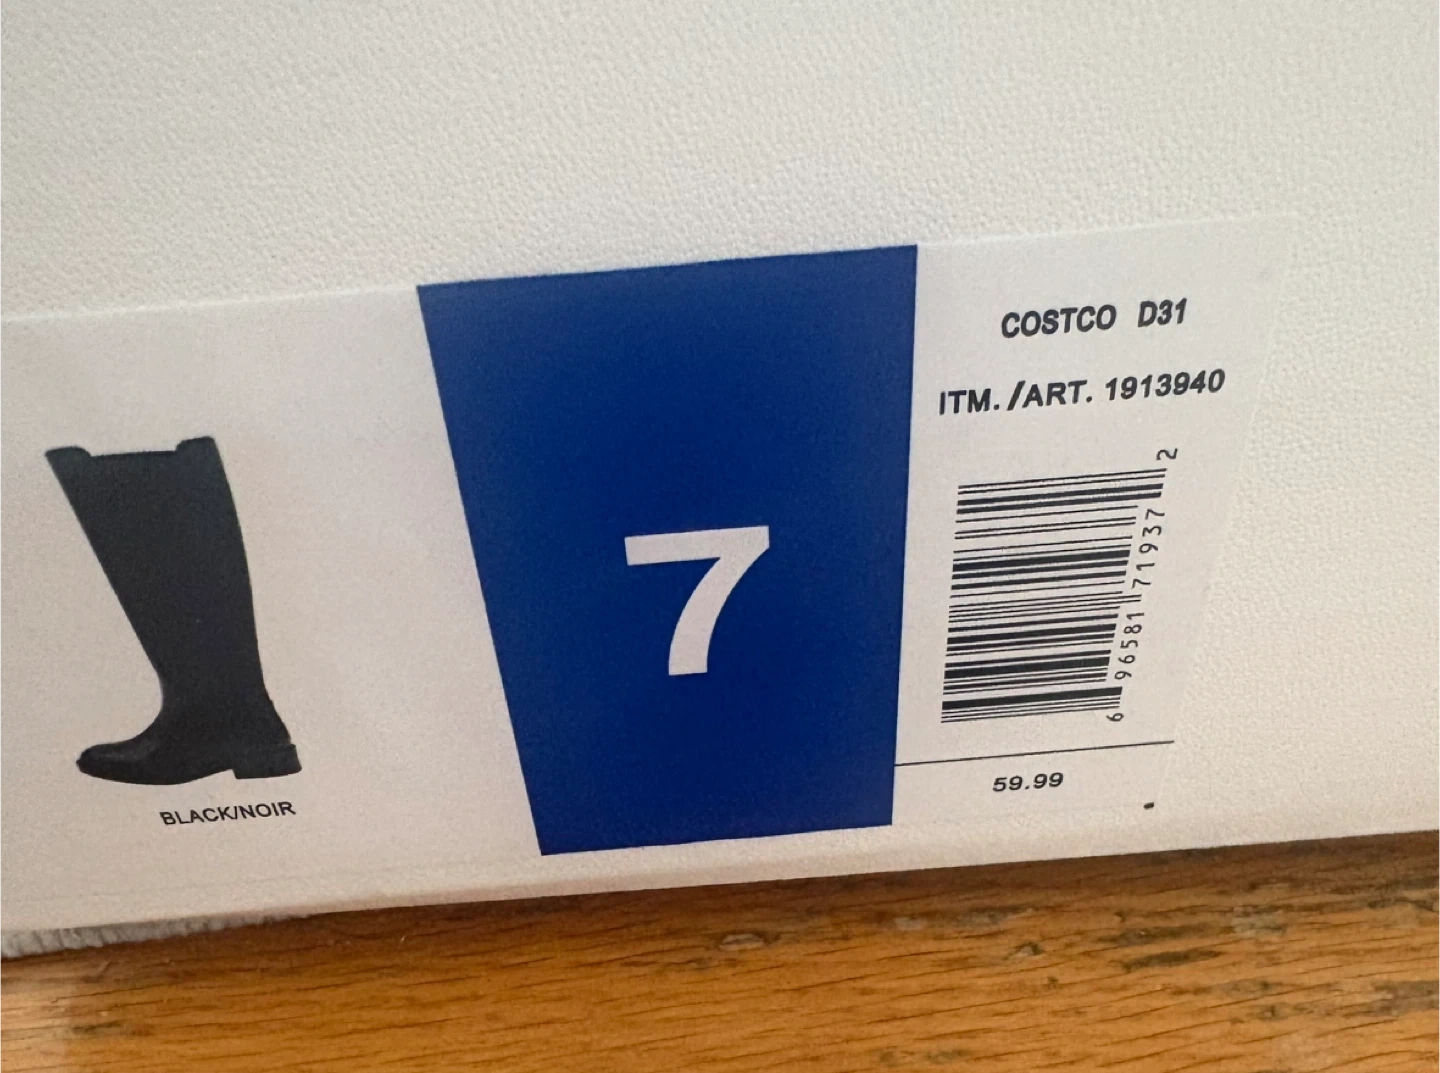 BLACK/NOIR
7
COSTCO D31
ITM. /ART. 1913940
6 96581 71937 2
59.99